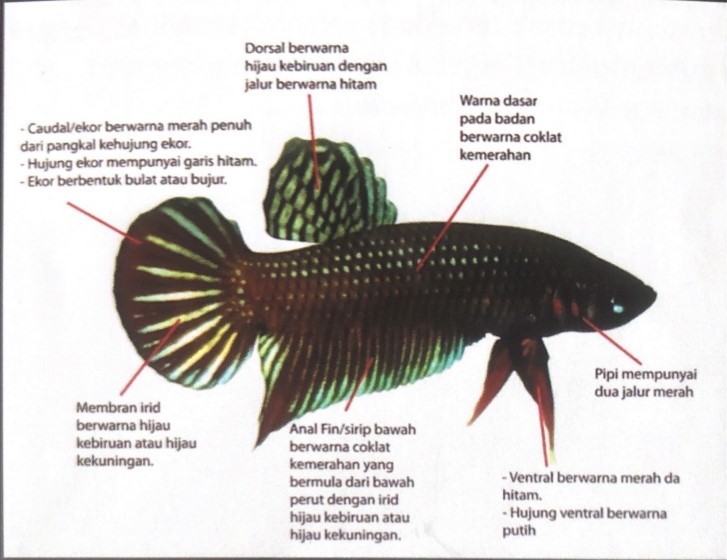 Dorsal berwarna
hijau kebiruan dengan
jalur berwarna hitam
Warna dasar
pada badan
berwarna coklat
kemerahan
- Caudal/ekor berwarna merah penuh
dari pangkal kehujung ekor.
- Hujung ekor mempunyai garis hitam.
- Ekor berbentuk bulat atau bujur.
Pipi mempunyai
dua jalur merah
Membran irid
berwarna hijau
kebiruan atau hijau
kekuningan.
Anal Fin/sirip bawah
berwarna coklat
kemerahan yang
bermula dari bawah
perut dengan irid
hijau kebiruan atau
hijau kekuningan.
- Ventral berwarna merah da
hitam.
- Hujung ventral berwarna
putih